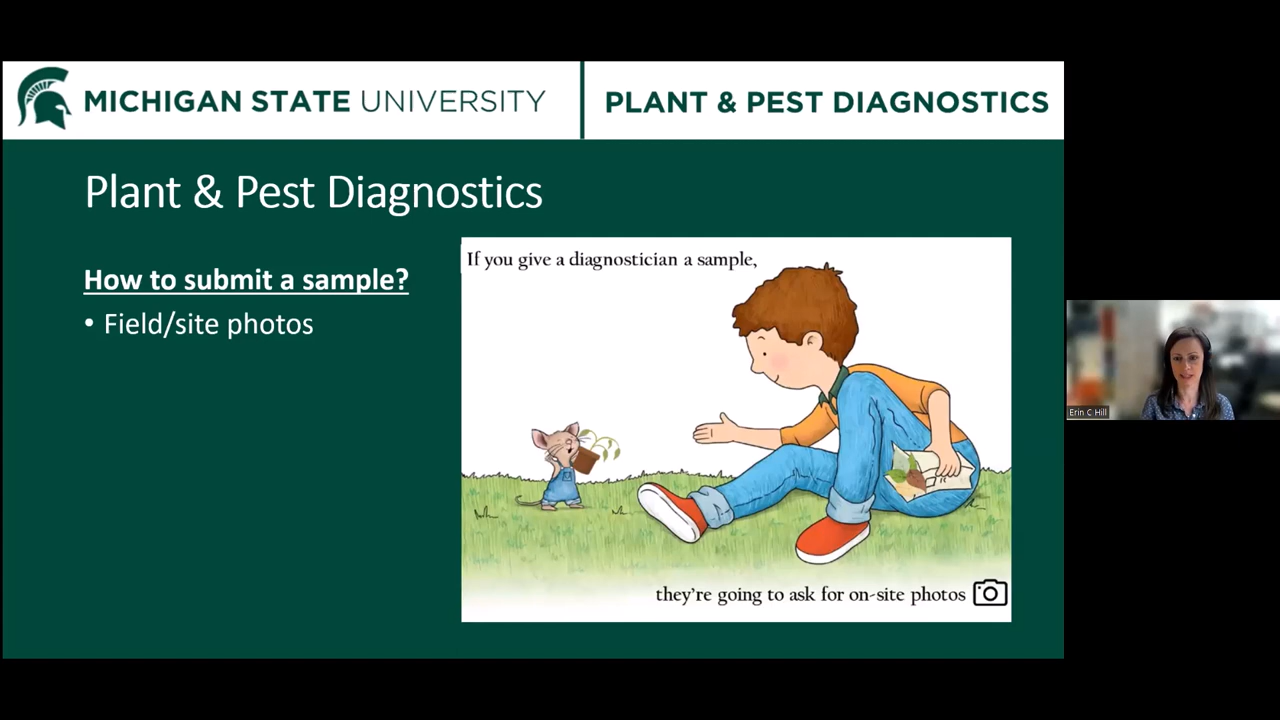 MICHIGAN STATE UNIVERSITY
PLANT & PEST DIAGNOSTICS
Plant & Pest Diagnostics
How to submit a sample?
• Field/site photos
If you give a diagnostician a sample,
they're going to ask for on-site photos
Erin C Hill